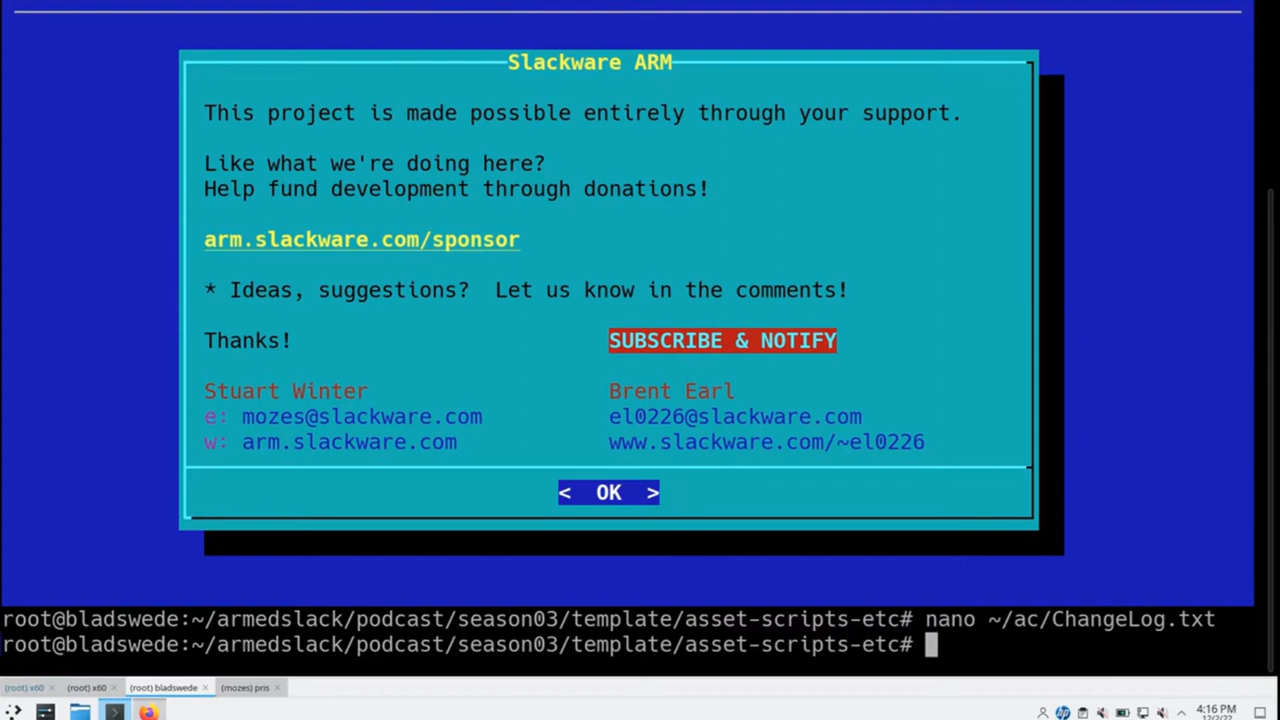 Slackware ARM
This project is made possible entirely through your support.
Like what we're doing here?
Help fund development through donations!
arm.slackware.com/sponsor
* Ideas, suggestions?  Let us know in the comments!
Thanks! SUBSCRIBE & NOTIFY
Stuart Winter Brent Earl
e: mozes@slackware.com el0226@slackware.com
w: arm.slackware.com www.slackware.com/~el0226
< OK >
root@bladswede:~/armedslack/podcast/season03/template/asset-scripts-etc# nano ~/ac/ChangeLog.txt
root@bladswede:~/armedslack/podcast/season03/template/asset-scripts-etc#
(root) x60 (root) x60 (root) bladswede (mozes) pris
4:16 PM